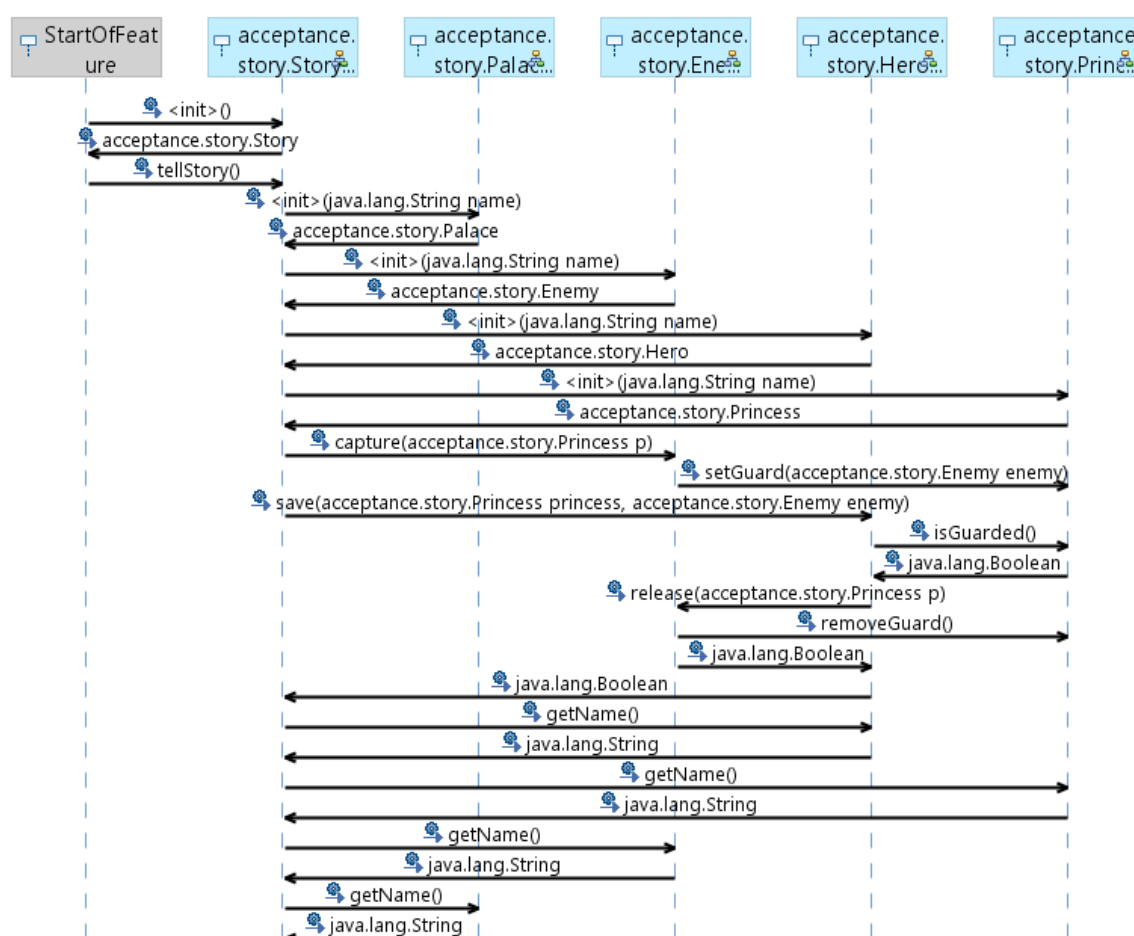 StartOfFeat
ure
acceptance.
story.Story...
acceptance.
story.Palac...
acceptance.
story.Ene...
acceptance.
story.Hero...
acceptance
story.Princ...
<init>()
acceptance.story.Story
tellStory()
<init>(java.lang.String name)
acceptance.story.Palace
<init>(java.lang.String name)
acceptance.story.Enemy
<init>(java.lang.String name)
acceptance.story.Hero
<init>(java.lang.String name)
acceptance.story.Princess
capture(acceptance.story.Princess p)
setGuard(acceptance.story.Enemy enemy)
save(acceptance.story.Princess princess, acceptance.story.Enemy enemy)
isGuarded()
java.lang.Boolean
release(acceptance.story.Princess p)
removeGuard()
java.lang.Boolean
java.lang.Boolean
getName()
java.lang.String
getName()
java.lang.String
getName()
java.lang.String
getName()
java.lang.String